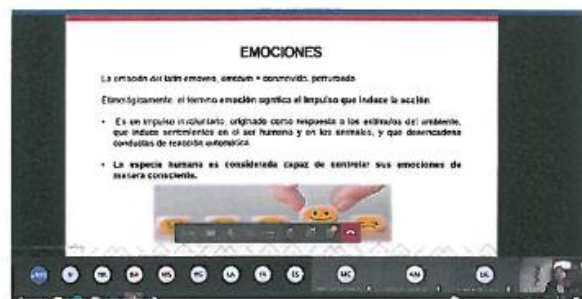 EMOCIONES
La emoción del latín emovere, emotum = conmovido, perturbado
Etimológicamente, el término emoción significa el impulso que induce la acción
• Es un impulso involuntario, originado como respuesta a los estímulos del ambiente,
que induce sentimientos en el ser humano y en los animales, y que desencadena
conductas de reacción automática.
• La especie humana es considerada capaz de controlar sus emociones de
manera consciente.